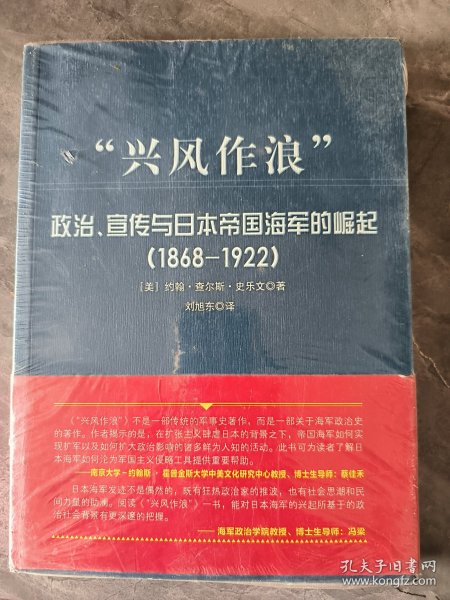 “兴风作浪”
政治、宣传与日本帝国海军的崛起
(1868—1922)
[美] 约翰·查尔斯·史乐文◎著
刘旭东◎译
《“兴风作浪”》不是一部传统的军事史著作，而是一部关于海军政治史
的著作。作者揭示的是，在扩张主义肆虐日本的背景之下，帝国海军如何实
现扩军以及如何扩大政治影响的诸多鲜为人知的活动。此书可为读者了解日
本海军如何沦为军国主义侵略工具提供重要帮助。
——南京大学-约翰斯·霍普金斯大学中美文化研究中心教授、博士生导师：蔡佳禾
日本海军发迹不是偶然的，既有狂热政治家的推波，也有社会思潮和民
间力量的助澜。阅读《“兴风作浪”》一书，能对日本海军的兴起所基于的政
治社会背景有更深邃的把握。
——海军政治学院教授、博士生导师：冯梁
孔夫子旧书网
book.kongfz.com